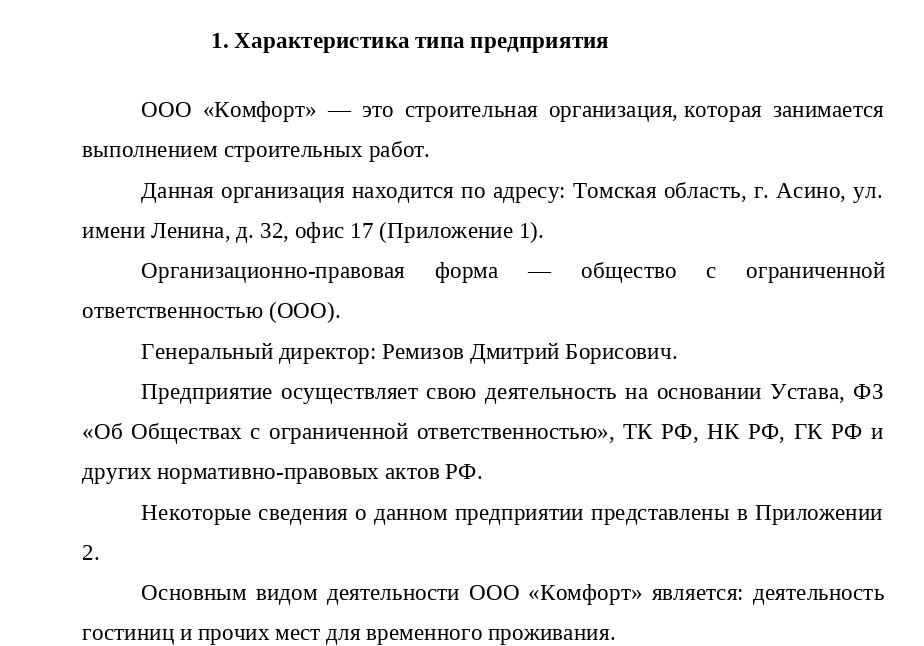 1. Характеристика типа предприятия
ООО «Комфорт» — это строительная организация, которая занимается
выполнением строительных работ.
Данная организация находится по адресу: Томская область, г. Асино, ул.
имени Ленина, д. 32, офис 17 (Приложение 1).
Организационно-правовая форма — общество с ограниченной
ответственностью (ООО).
Генеральный директор: Ремизов Дмитрий Борисович.
Предприятие осуществляет свою деятельность на основании Устава, ФЗ
«Об Обществах с ограниченной ответственностью», ТК РФ, НК РФ, ГК РФ и
других нормативно-правовых актов РФ.
Некоторые сведения о данном предприятии представлены в Приложении
2.
Основным видом деятельности ООО «Комфорт» является: деятельность
гостиниц и прочих мест для временного проживания.